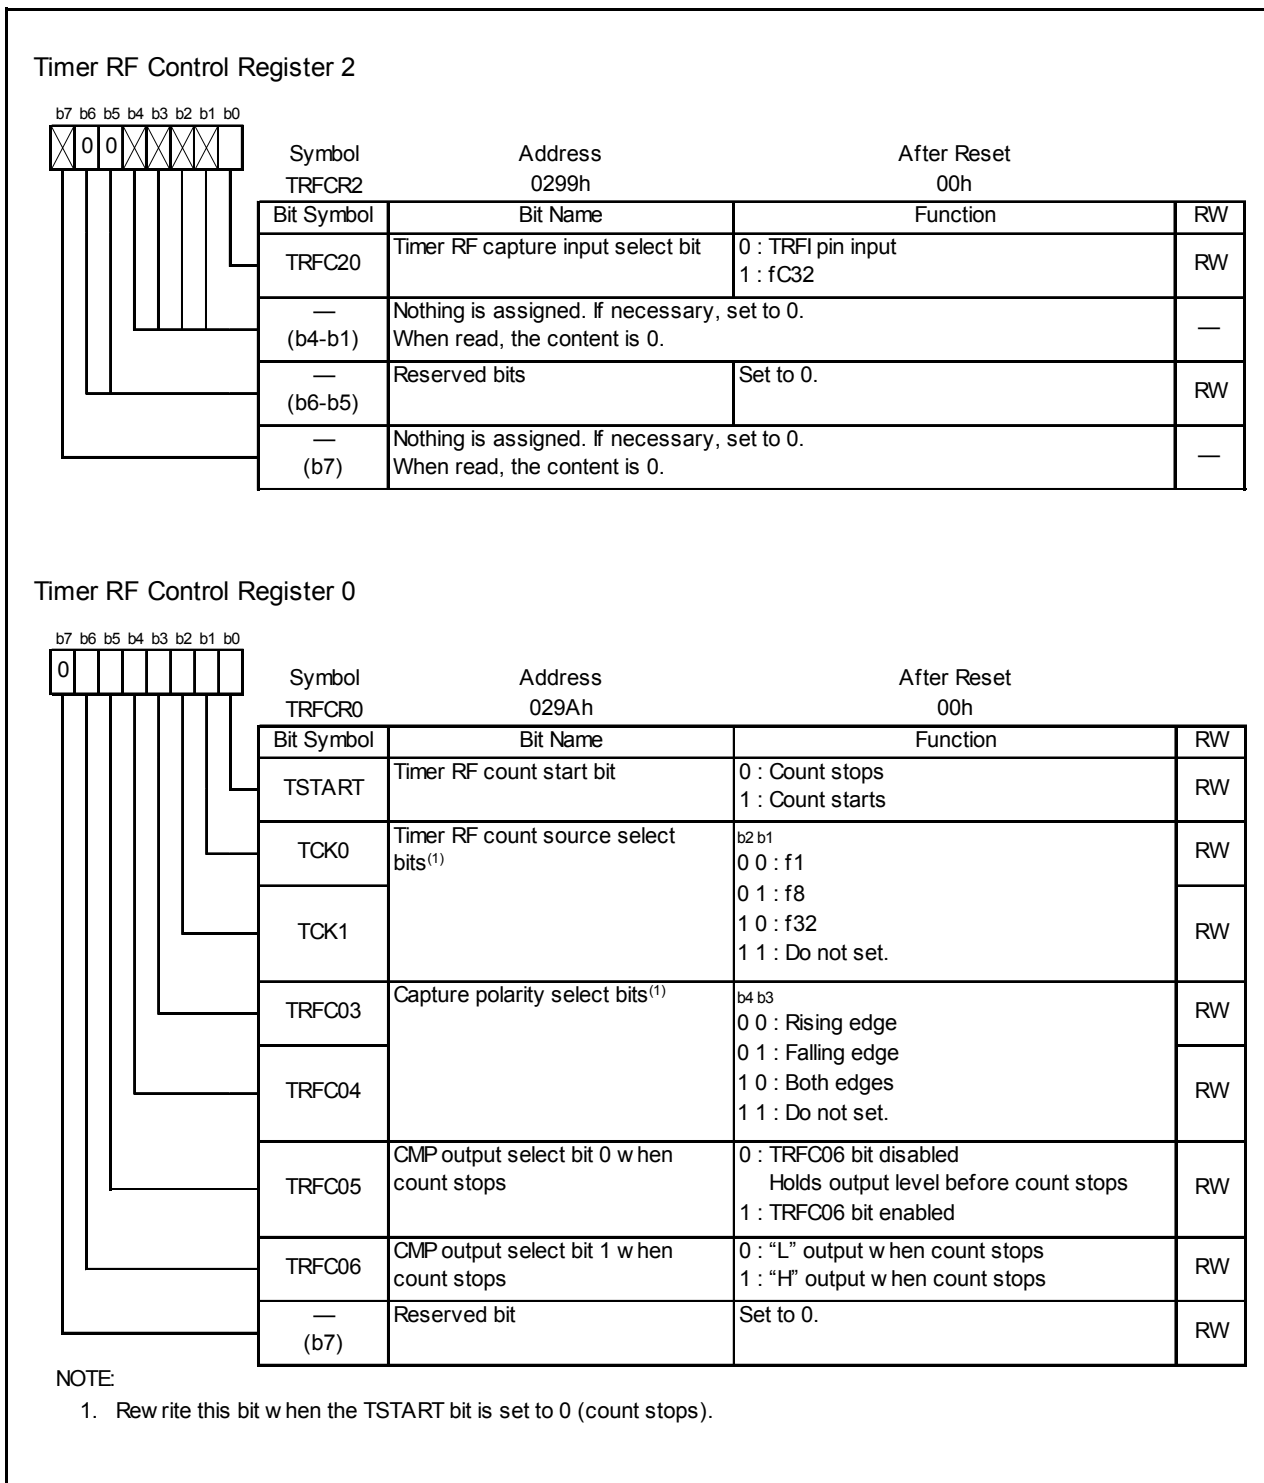 Timer RF Control Register 2
b7 b6 b5 b4 b3 b2 b1 b0
0 0
Symbol Address After Reset
TRFCR2 0299h 00h
Bit Symbol Bit Name Function RW
TRFC20 Timer RF capture input select bit 0 : TRFI pin input RW
1 : fC32
— Nothing is assigned. If necessary, set to 0. —
(b4-b1) When read, the content is 0.
— Reserved bits Set to 0. RW
(b6-b5)
— Nothing is assigned. If necessary, set to 0. —
(b7) When read, the content is 0.
Timer RF Control Register 0
b7 b6 b5 b4 b3 b2 b1 b0
0
Symbol Address After Reset
TRFCR0 029Ah 00h
Bit Symbol Bit Name Function RW
TSTART Timer RF count start bit 0 : Count stops RW
1 : Count starts
TCK0 Timer RF count source select b2 b1 RW
bits(1) 0 0 : f1
0 1 : f8
TCK1 1 0 : f32 RW
1 1 : Do not set.
TRFC03 Capture polarity select bits(1) b4 b3 RW
0 0 : Rising edge
0 1 : Falling edge
TRFC04 1 0 : Both edges RW
1 1 : Do not set.
CMP output select bit 0 when 0 : TRFC06 bit disabled
TRFC05 count stops Holds output level before count stops RW
1 : TRFC06 bit enabled
TRFC06 CMP output select bit 1 when 0 : “L” output when count stops RW
count stops 1 : “H” output when count stops
— Reserved bit Set to 0. RW
(b7)
NOTE:
1. Rewrite this bit when the TSTART bit is set to 0 (count stops).